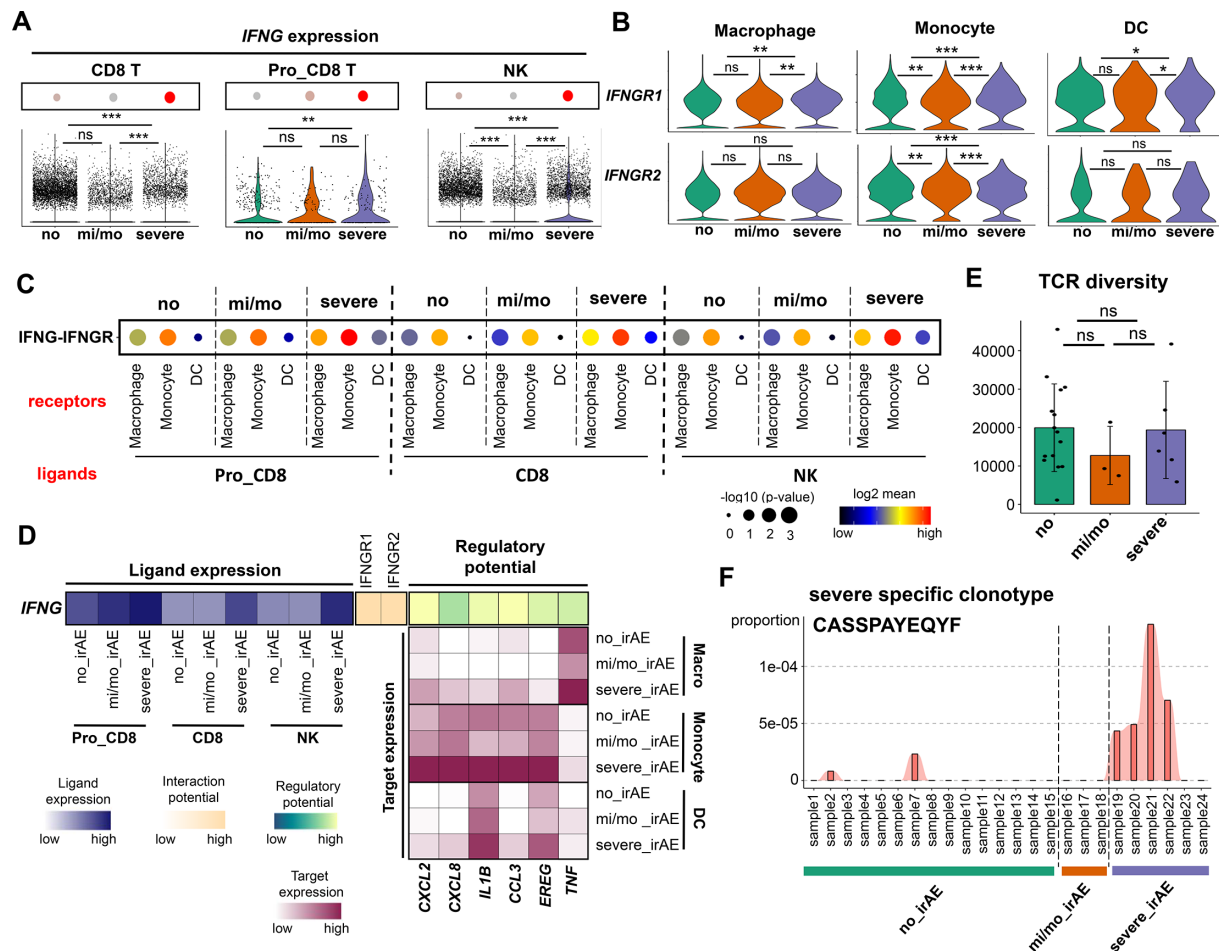 A
IFNG expression
CD8 T
Pro_CD8 T
NK
***
ns
***
**
ns
ns
***
***
***
no
mi/mo
severe
no
mi/mo
severe
no
mi/mo
severe
B
Macrophage
Monocyte
DC
IFNGR1
**
ns
**
***
**
***
*
ns
*
IFNGR2
ns
ns
ns
***
**
***
ns
ns
ns
no
mi/mo
severe
no
mi/mo
severe
no
mi/mo
severe
C
no
mi/mo
severe
no
mi/mo
severe
no
mi/mo
severe
IFNG-IFNGR
receptors
Macrophage
Monocyte
DC
Macrophage
Monocyte
DC
Macrophage
Monocyte
DC
Macrophage
Monocyte
DC
Macrophage
Monocyte
DC
Macrophage
Monocyte
DC
Macrophage
Monocyte
DC
Macrophage
Monocyte
DC
Macrophage
Monocyte
DC
ligands
Pro_CD8
CD8
NK
-log10 (p-value)
0
1
2
3
log2 mean
low
high
E
TCR diversity
ns
ns
ns
40000
30000
20000
10000
0
no
mi/mo
severe
D
Ligand expression
IFNGR1
IFNGR2
Regulatory
potential
IFNG
no_irAE
mi/mo_irAE
severe_irAE
no_irAE
mi/mo_irAE
severe_irAE
no_irAE
mi/mo_irAE
severe_irAE
Pro_CD8
CD8
NK
Target expression
no_irAE
mi/mo_irAE
severe_irAE
Macro
no_irAE
mi/mo _irAE
severe_irAE
Monocyte
no_irAE
mi/mo _irAE
severe_irAE
DC
CXCL2
CXCL8
IL1B
CCL3
EREG
TNF
Ligand
expression
low
high
Interaction
potential
low
high
Regulatory
potential
low
high
Target
expression
low
high
F
severe specific clonotype
proportion
CASSPAYEQYF
1e-04
5e-05
0
sample1
sample2
sample3
sample4
sample5
sample6
sample7
sample8
sample9
sample10
sample11
sample12
sample13
sample14
sample15
sample16
sample17
sample18
sample19
sample20
sample21
sample22
sample23
sample24
no_irAE
mi/mo_irAE
severe_irAE